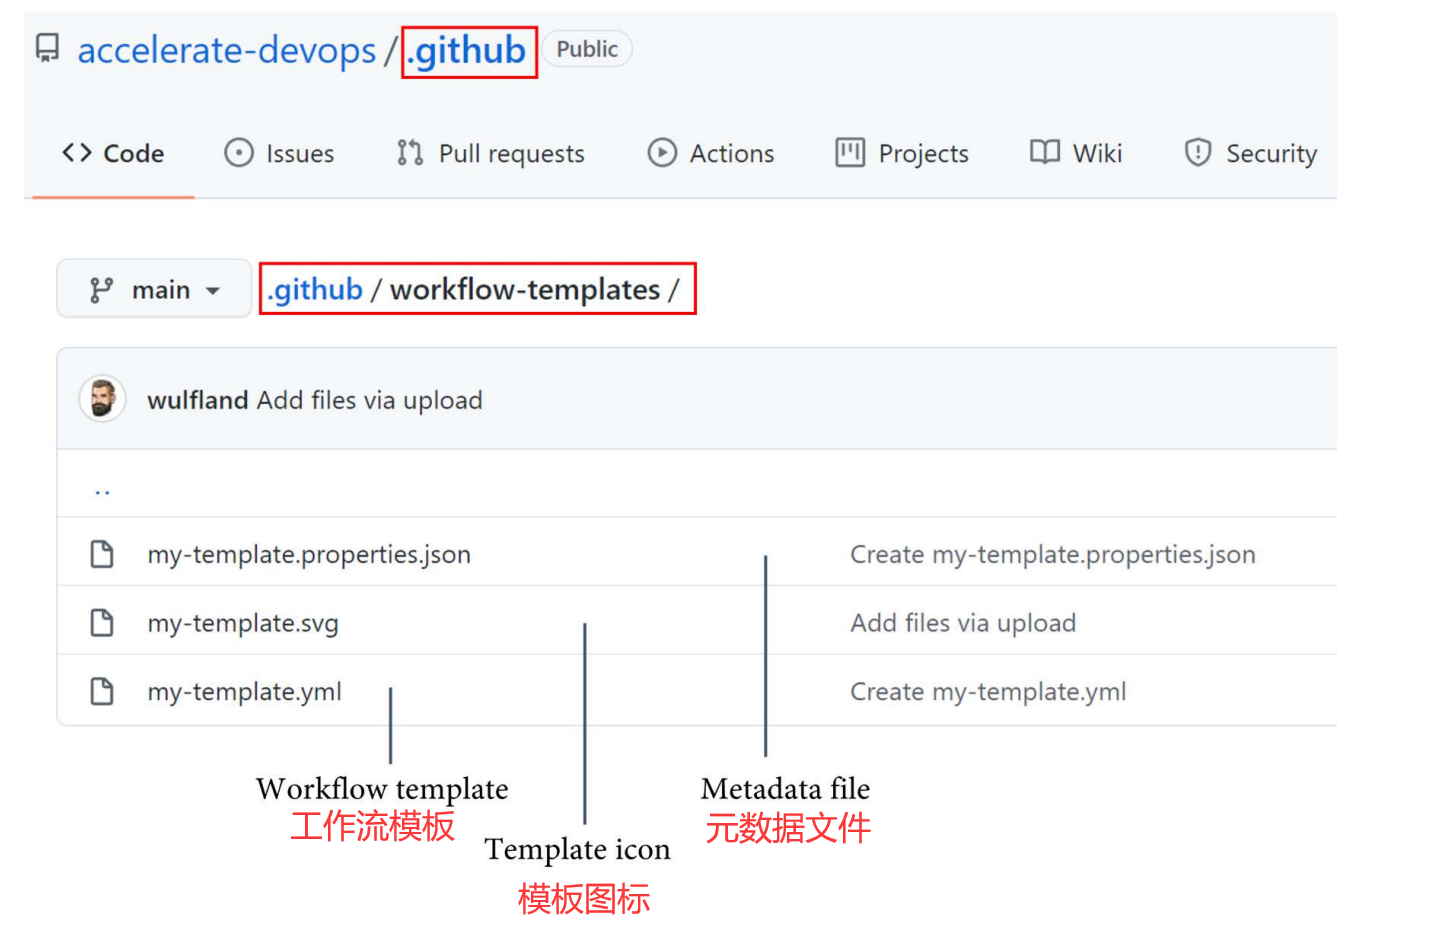 accelerate-devops / .github Public
Code Issues Pull requests Actions Projects Wiki Security
main .github / workflow-templates /
wulfland Add files via upload
..
my-template.properties.json Create my-template.properties.json
my-template.svg Add files via upload
my-template.yml Create my-template.yml
Workflow template Metadata file
工作流模板 元数据文件
Template icon
模板图标